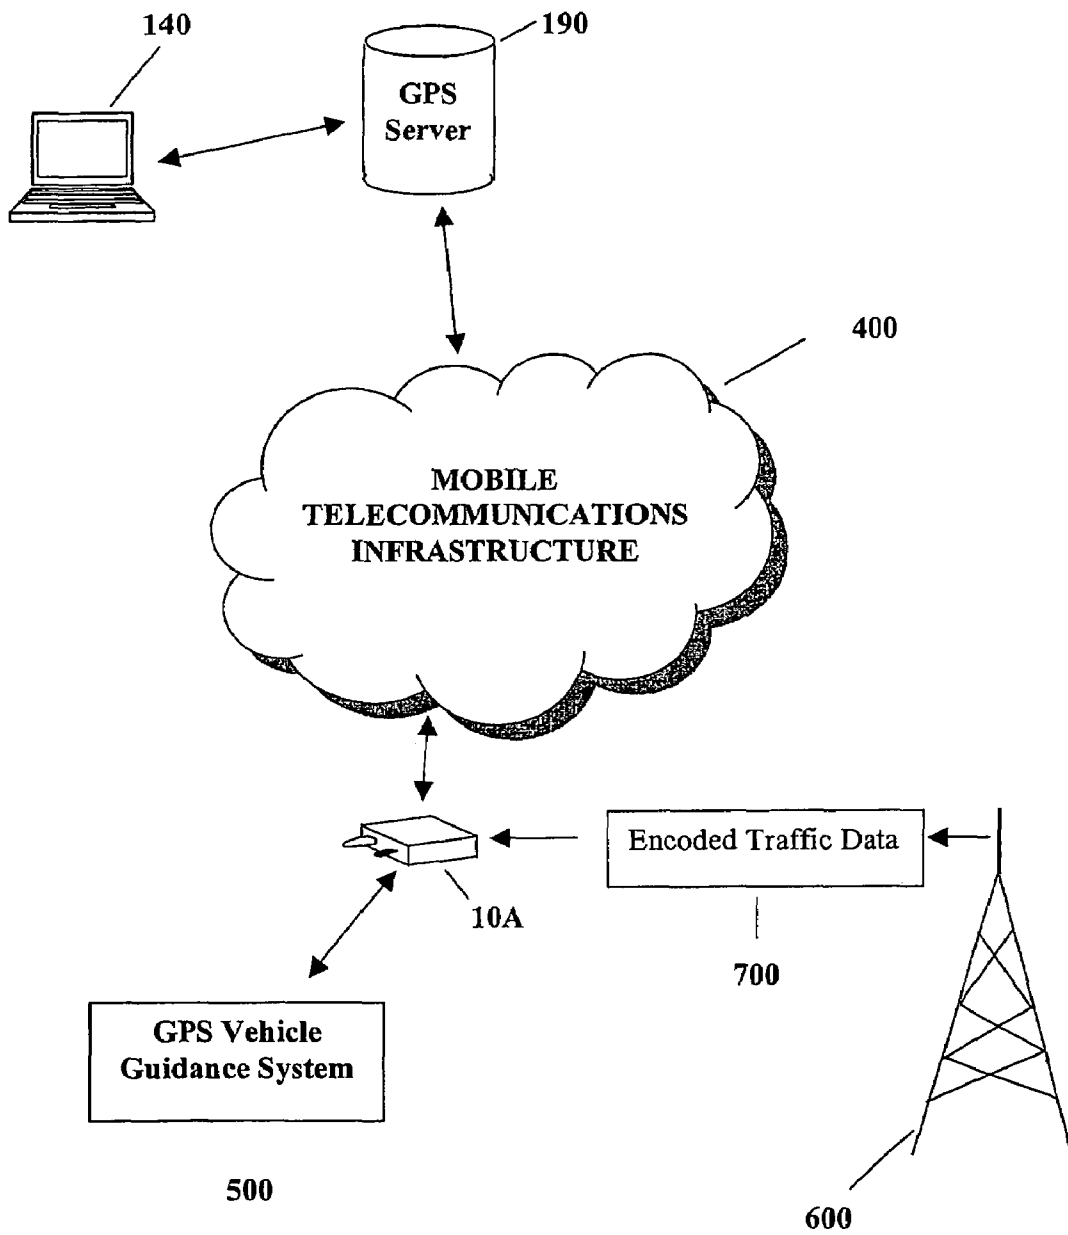 140
190
GPS
Server
400
MOBILE
TELECOMMUNICATIONS
INFRASTRUCTURE
Encoded Traffic Data
10A
700
GPS Vehicle
Guidance System
500
600